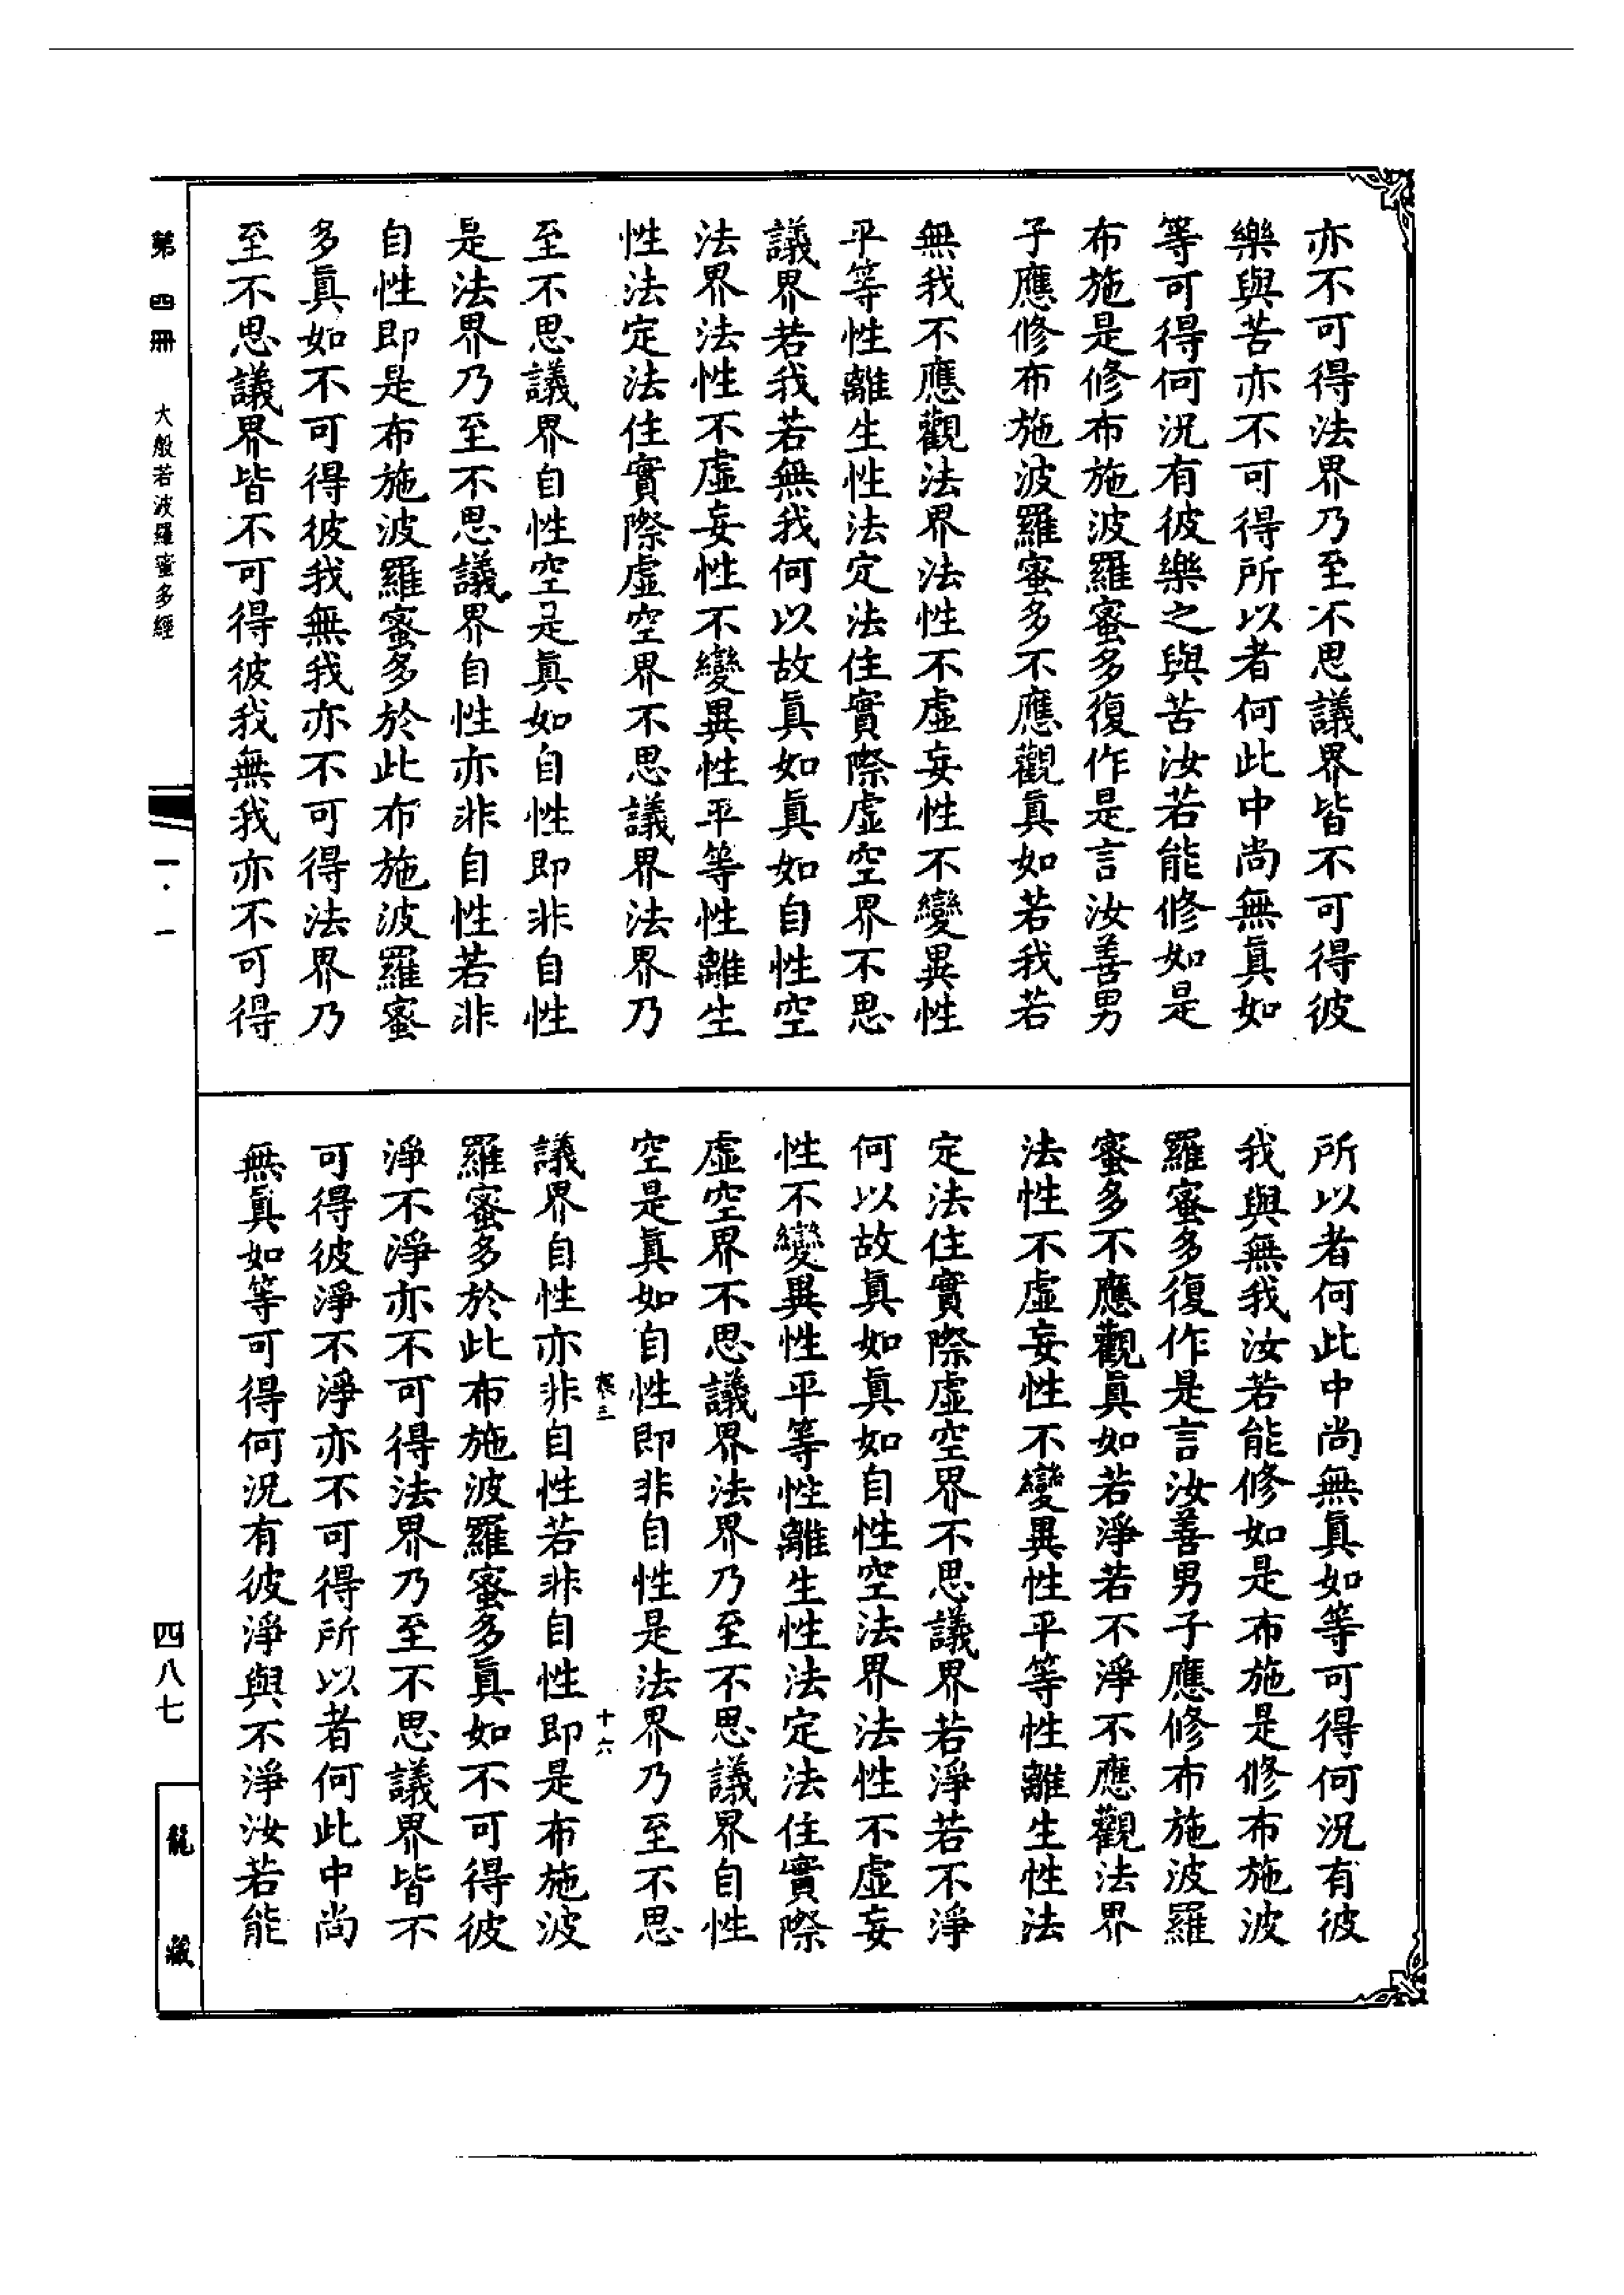 亦不可得法界乃至不思議界皆不可得彼
樂與苦亦不可得所以者何此中尚無眞如
等可得何況有彼樂之與苦汝若能修如是
布施是修布施波羅蜜多復作是言汝善男
子應修布施波羅蜜多不應觀眞如若我若
無我不應觀法界法性不虛妄性不變異性
平等性離生性法定法住實際虛空界不思
議界若我若無我何以故眞如眞如自性空
法界法性不虛妄性不變異性平等性離生
性法定法住實際虛空界不思議界法界乃
至不思議界自性空是眞如自性即非自性
是法界乃至不思議界自性亦非自性若非
自性即是布施波羅蜜多於此布施波羅蜜
多眞如不可得彼我無我亦不可得法界乃
至不思議界皆不可得彼我無我亦不可得
所以者何此中尚無眞如等可得何況有彼
我與無我汝若能修如是布施是修布施波
羅蜜多復作是言汝善男子應修布施波羅
蜜多不應觀眞如若淨若不淨不應觀法界
法性不虛妄性不變異性平等性離生性法
定法住實際虛空界不思議界若淨若不淨
何以故眞如眞如自性空法界法性不虛妄
性不變異性平等性離生性法定法住實際
虛空界不思議界法界乃至不思議界自性
空是眞如自性即非自性是法界乃至不思
三 十六
議界自性亦非自性若非自性即是布施波
羅蜜多於此布施波羅蜜多眞如不可得彼
淨不淨亦不可得法界乃至不思議界皆不
可得彼淨不淨亦不可得所以者何此中尚
無眞如等可得何況有彼淨與不淨汝若能
第四冊 大般若波羅蜜多經 一·一 四八七
龍藏